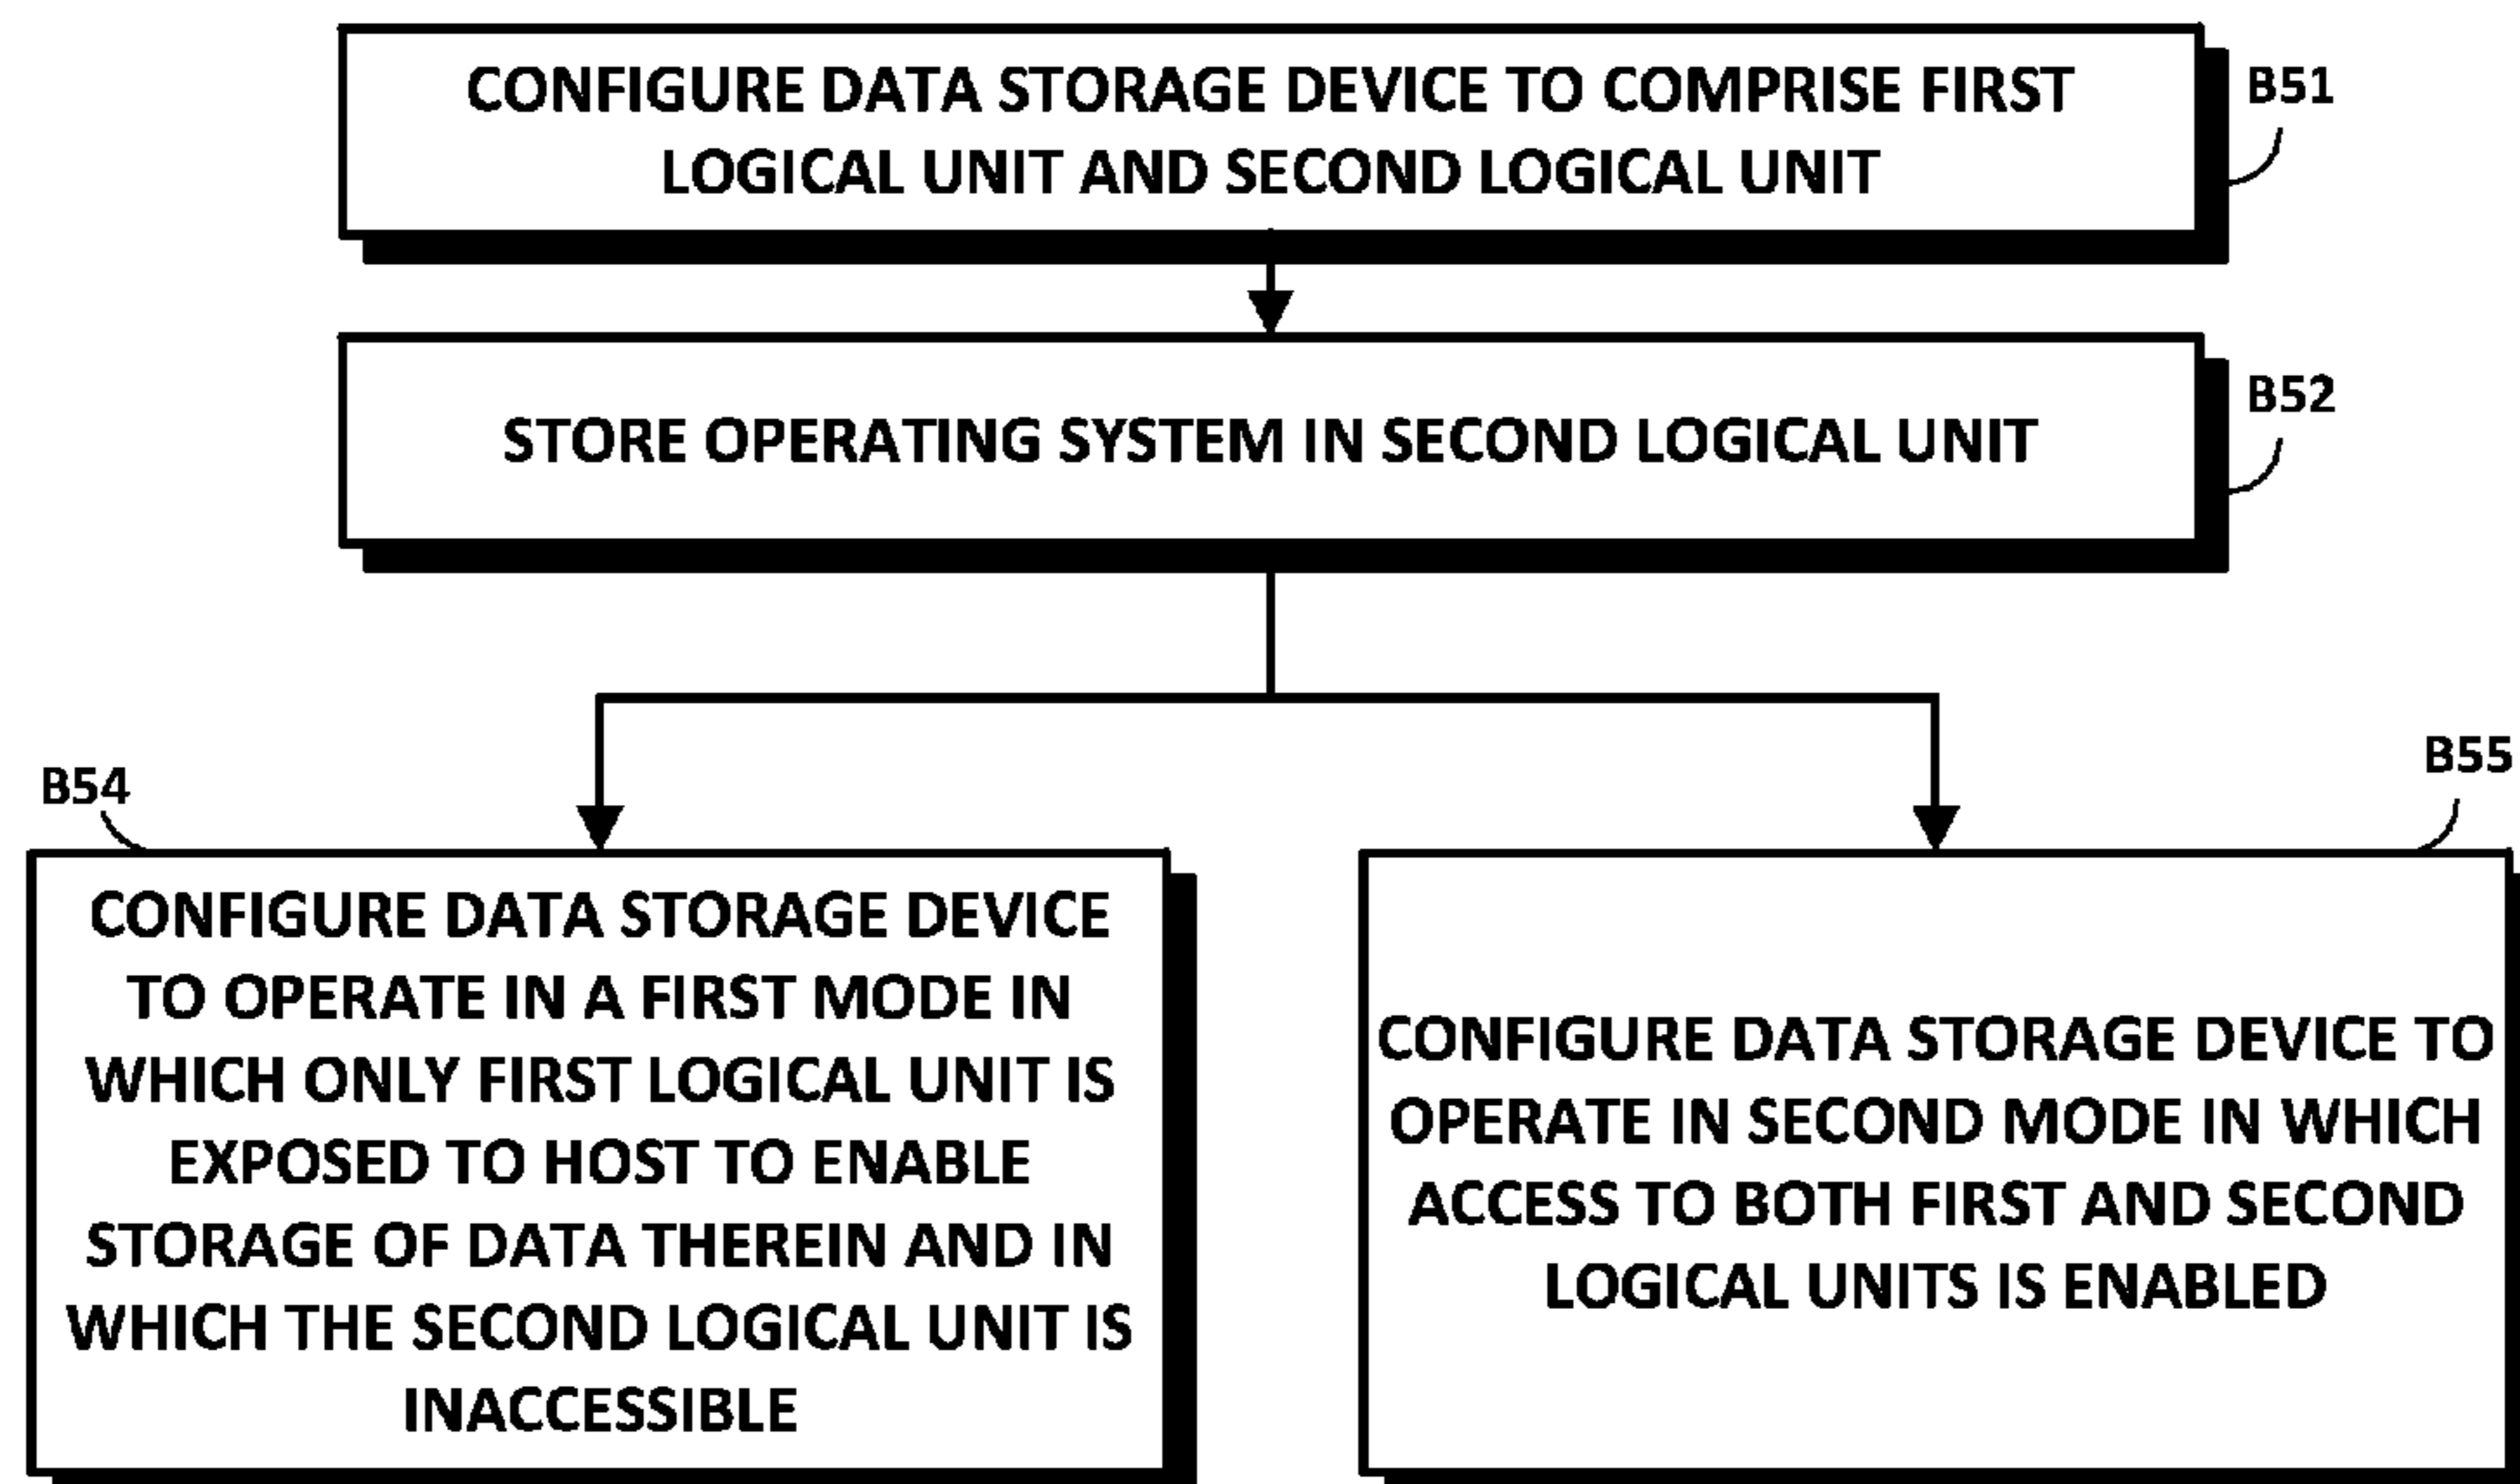 CONFIGURE DATA STORAGE DEVICE TO COMPRISE FIRST
LOGICAL UNIT AND SECOND LOGICAL UNIT
B51
STORE OPERATING SYSTEM IN SECOND LOGICAL UNIT
B52
B54
CONFIGURE DATA STORAGE DEVICE
TO OPERATE IN A FIRST MODE IN
WHICH ONLY FIRST LOGICAL UNIT IS
EXPOSED TO HOST TO ENABLE
STORAGE OF DATA THEREIN AND IN
WHICH THE SECOND LOGICAL UNIT IS
INACCESSIBLE
B55
CONFIGURE DATA STORAGE DEVICE TO
OPERATE IN SECOND MODE IN WHICH
ACCESS TO BOTH FIRST AND SECOND
LOGICAL UNITS IS ENABLED